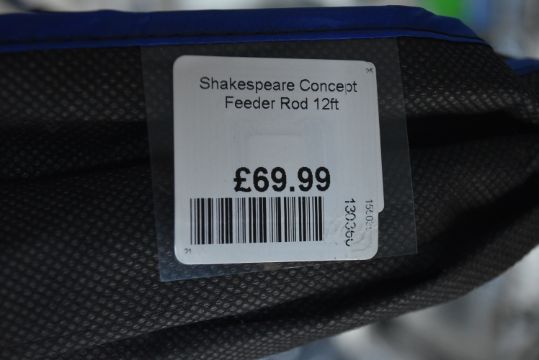 Shakespeare Concept
Feeder Rod 12ft
£69.99